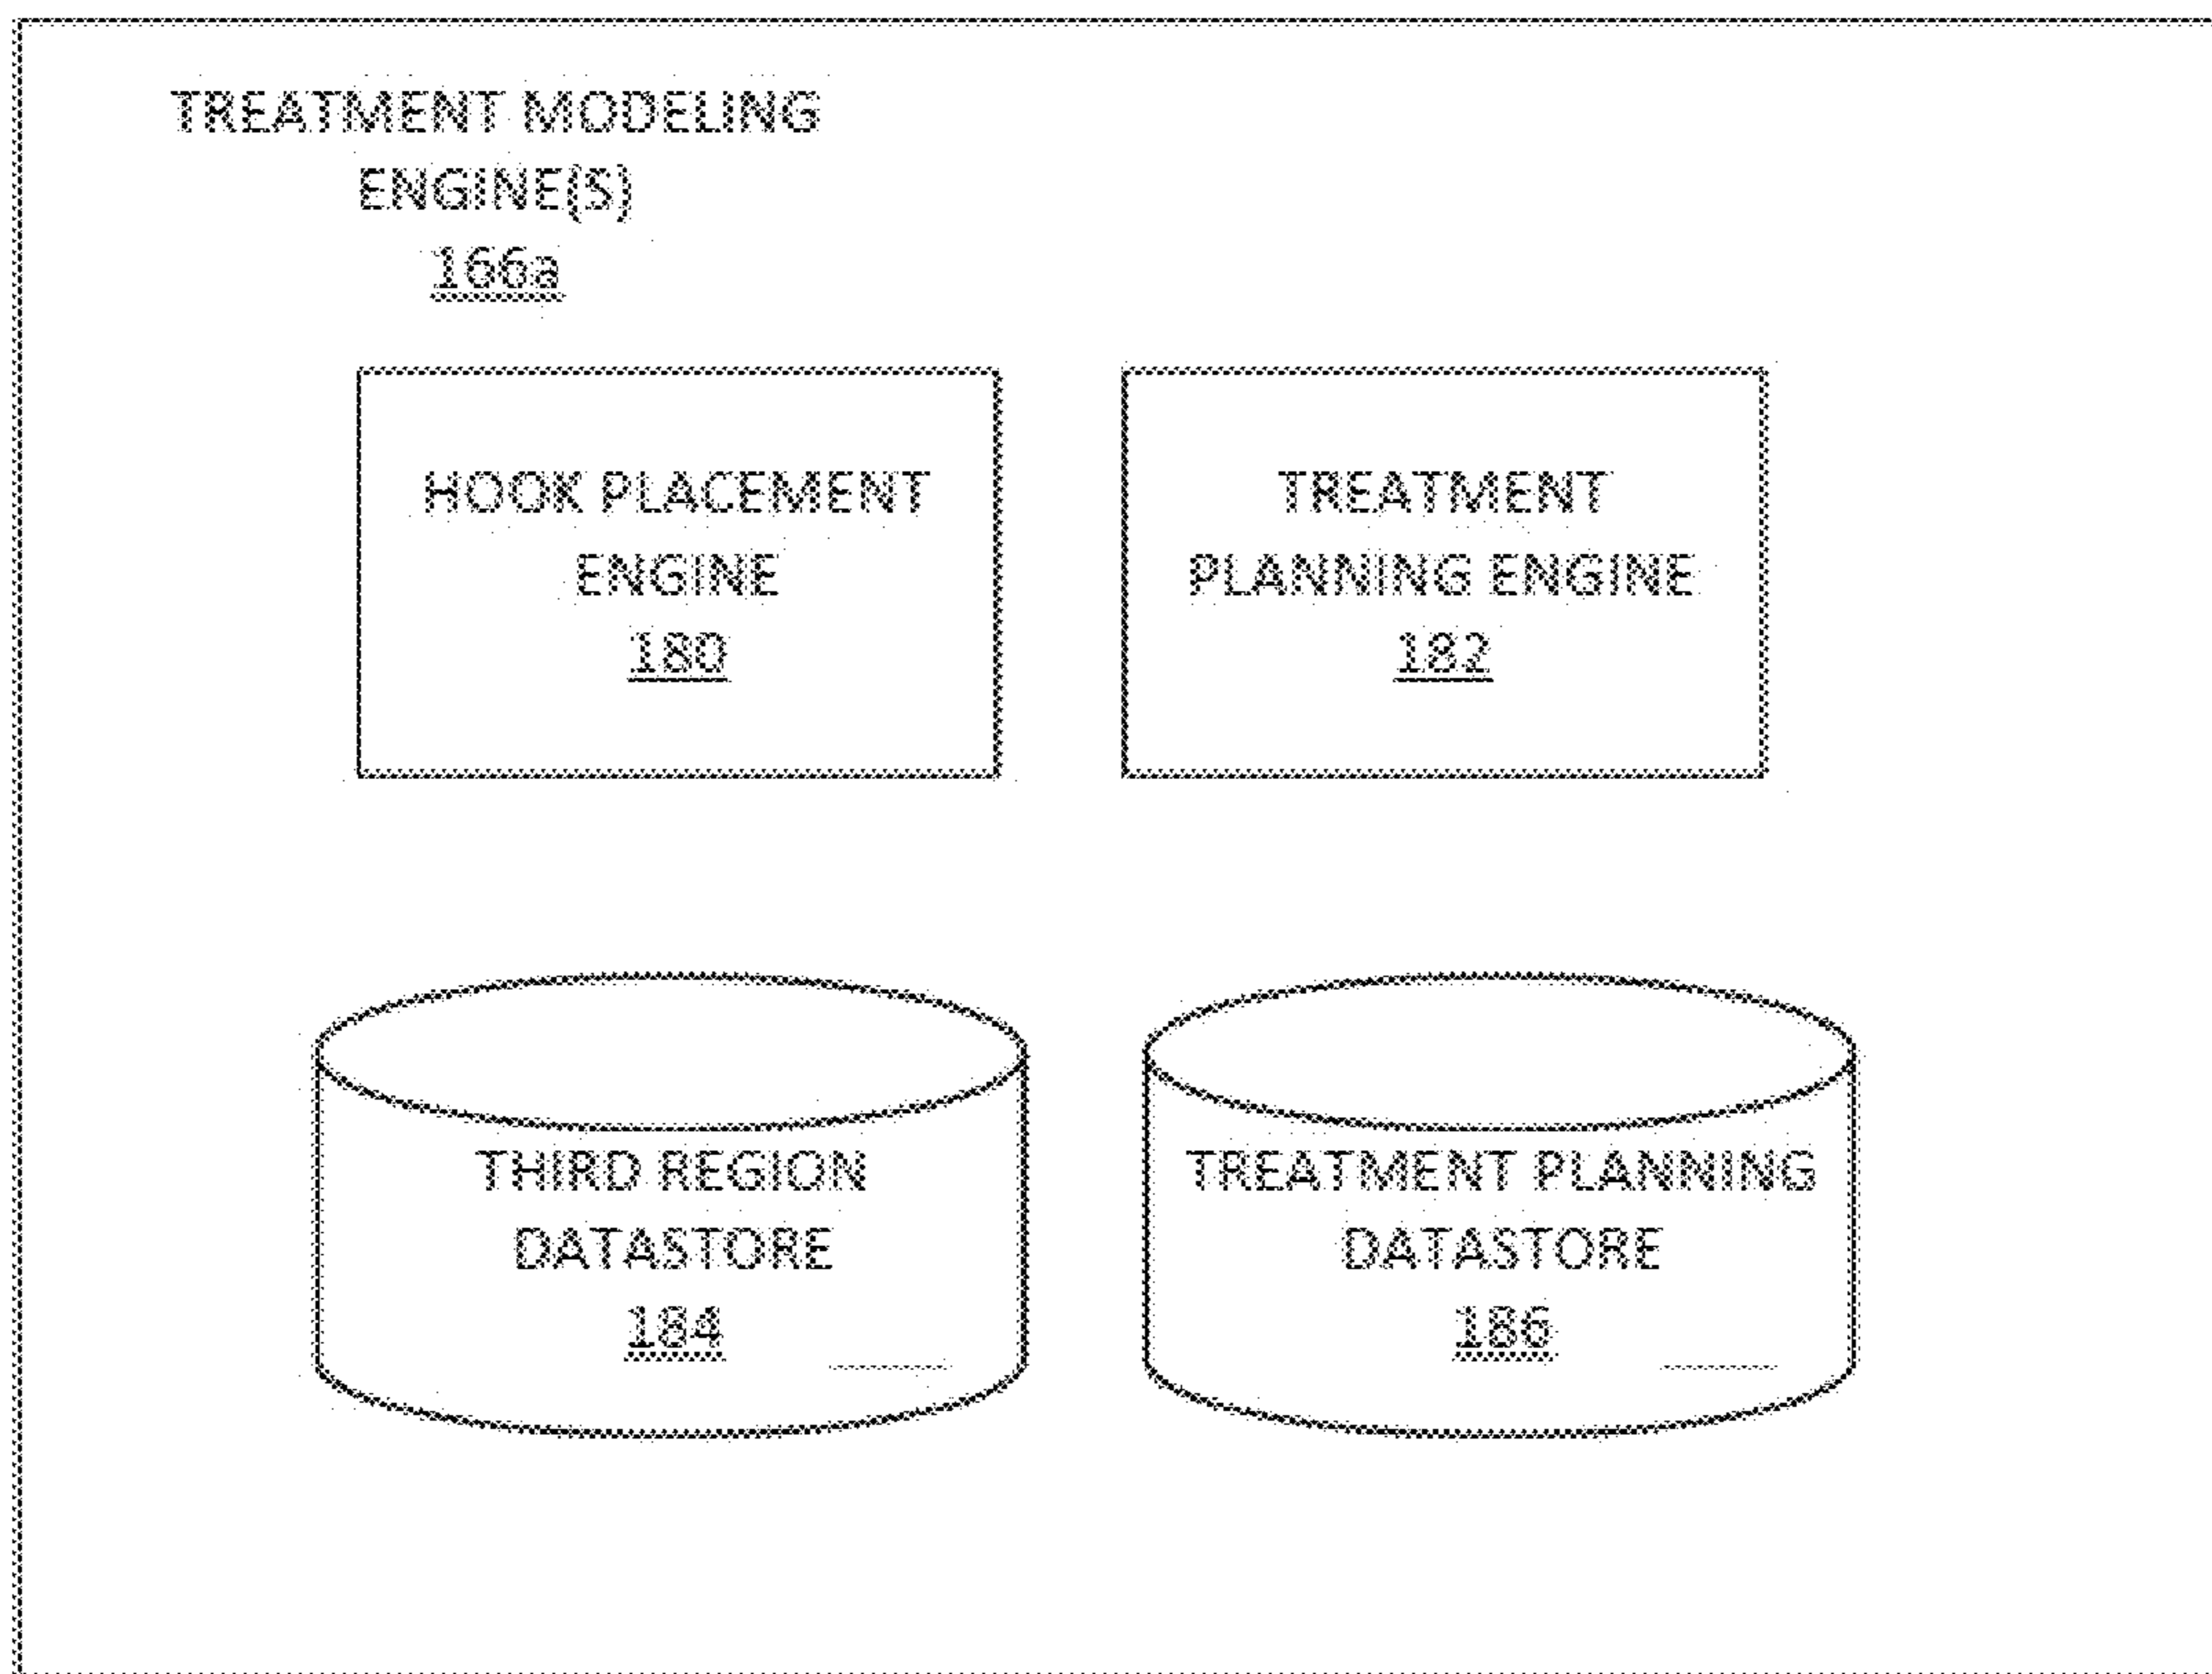 TREATMENT MODELING
ENGINE(S)
166a
HOOK PLACEMENT
ENGINE
180
TREATMENT
PLANNING ENGINE
182
THIRD REGION
DATASTORE
184
TREATMENT PLANNING
DATASTORE
186